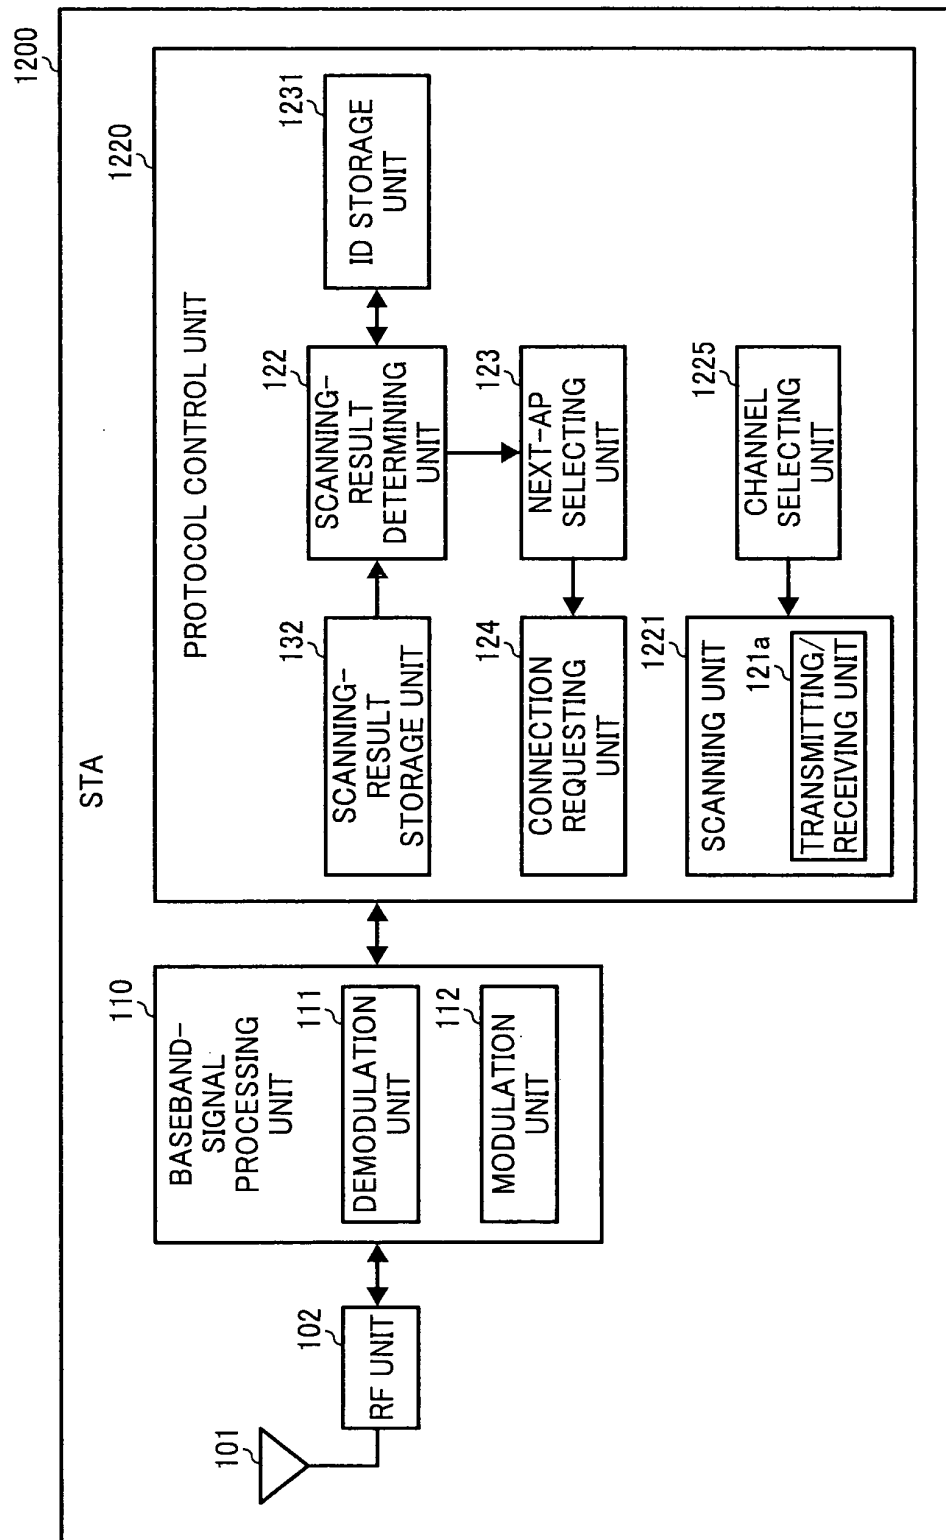 1200
STA
101
102
RF UNIT
110
BASEBAND-
SIGNAL
PROCESSING
UNIT
111
DEMODULATION
UNIT
112
MODULATION
UNIT
1220
PROTOCOL CONTROL UNIT
132
SCANNING-
RESULT
STORAGE UNIT
122
SCANNING-
RESULT
DETERMINING
UNIT
1231
ID STORAGE
UNIT
124
CONNECTION
REQUESTING
UNIT
123
NEXT-AP
SELECTING
UNIT
1221
SCANNING UNIT
121a
TRANSMITTING/
RECEIVING UNIT
1225
CHANNEL
SELECTING
UNIT